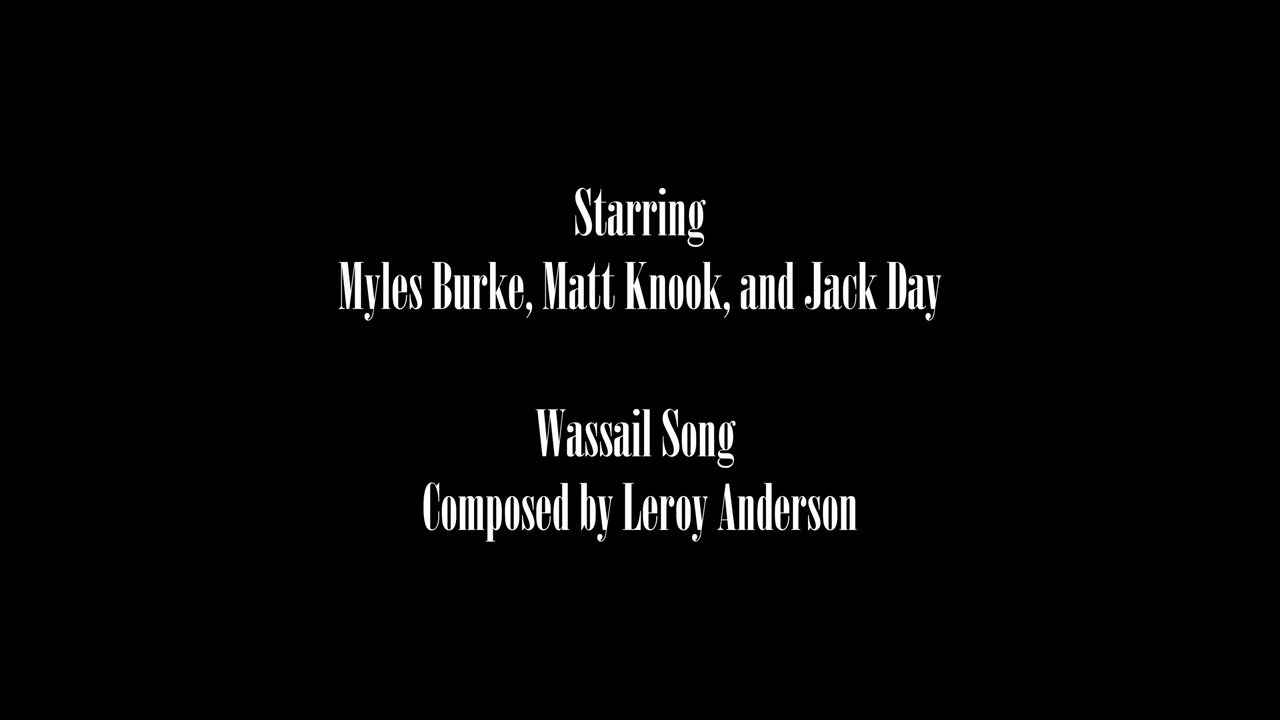 Starring
Myles Burke, Matt Knook, and Jack Day
Wassail Song
Composed by Leroy Anderson